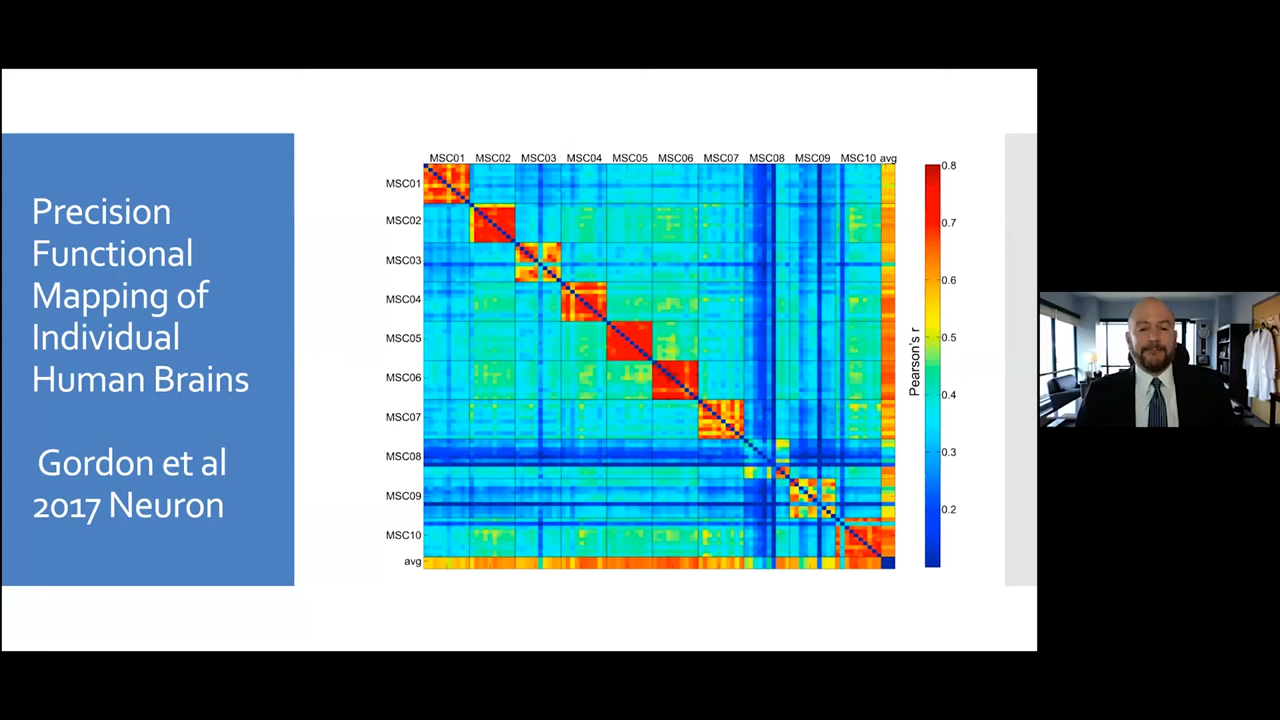 Precision
Functional
Mapping of
Individual
Human Brains
Gordon et al
2017 Neuron
MSC01 MSC02 MSC03 MSC04 MSC05 MSC06 MSC07 MSC08 MSC09 MSC10 avg
MSC01
MSC02
MSC03
MSC04
MSC05
MSC06
MSC07
MSC08
MSC09
MSC10
avg
0.8
0.7
0.6
0.5
0.4
0.3
0.2
Pearson's r